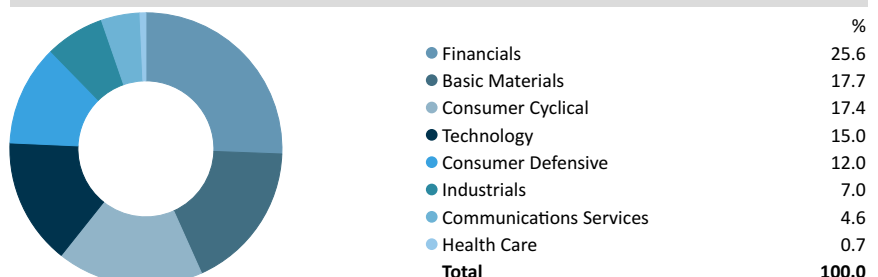 %
Financials 25.6
Basic Materials 17.7
Consumer Cyclical 17.4
Technology 15.0
Consumer Defensive 12.0
Industrials 7.0
Communications Services 4.6
Health Care 0.7
Total 100.0